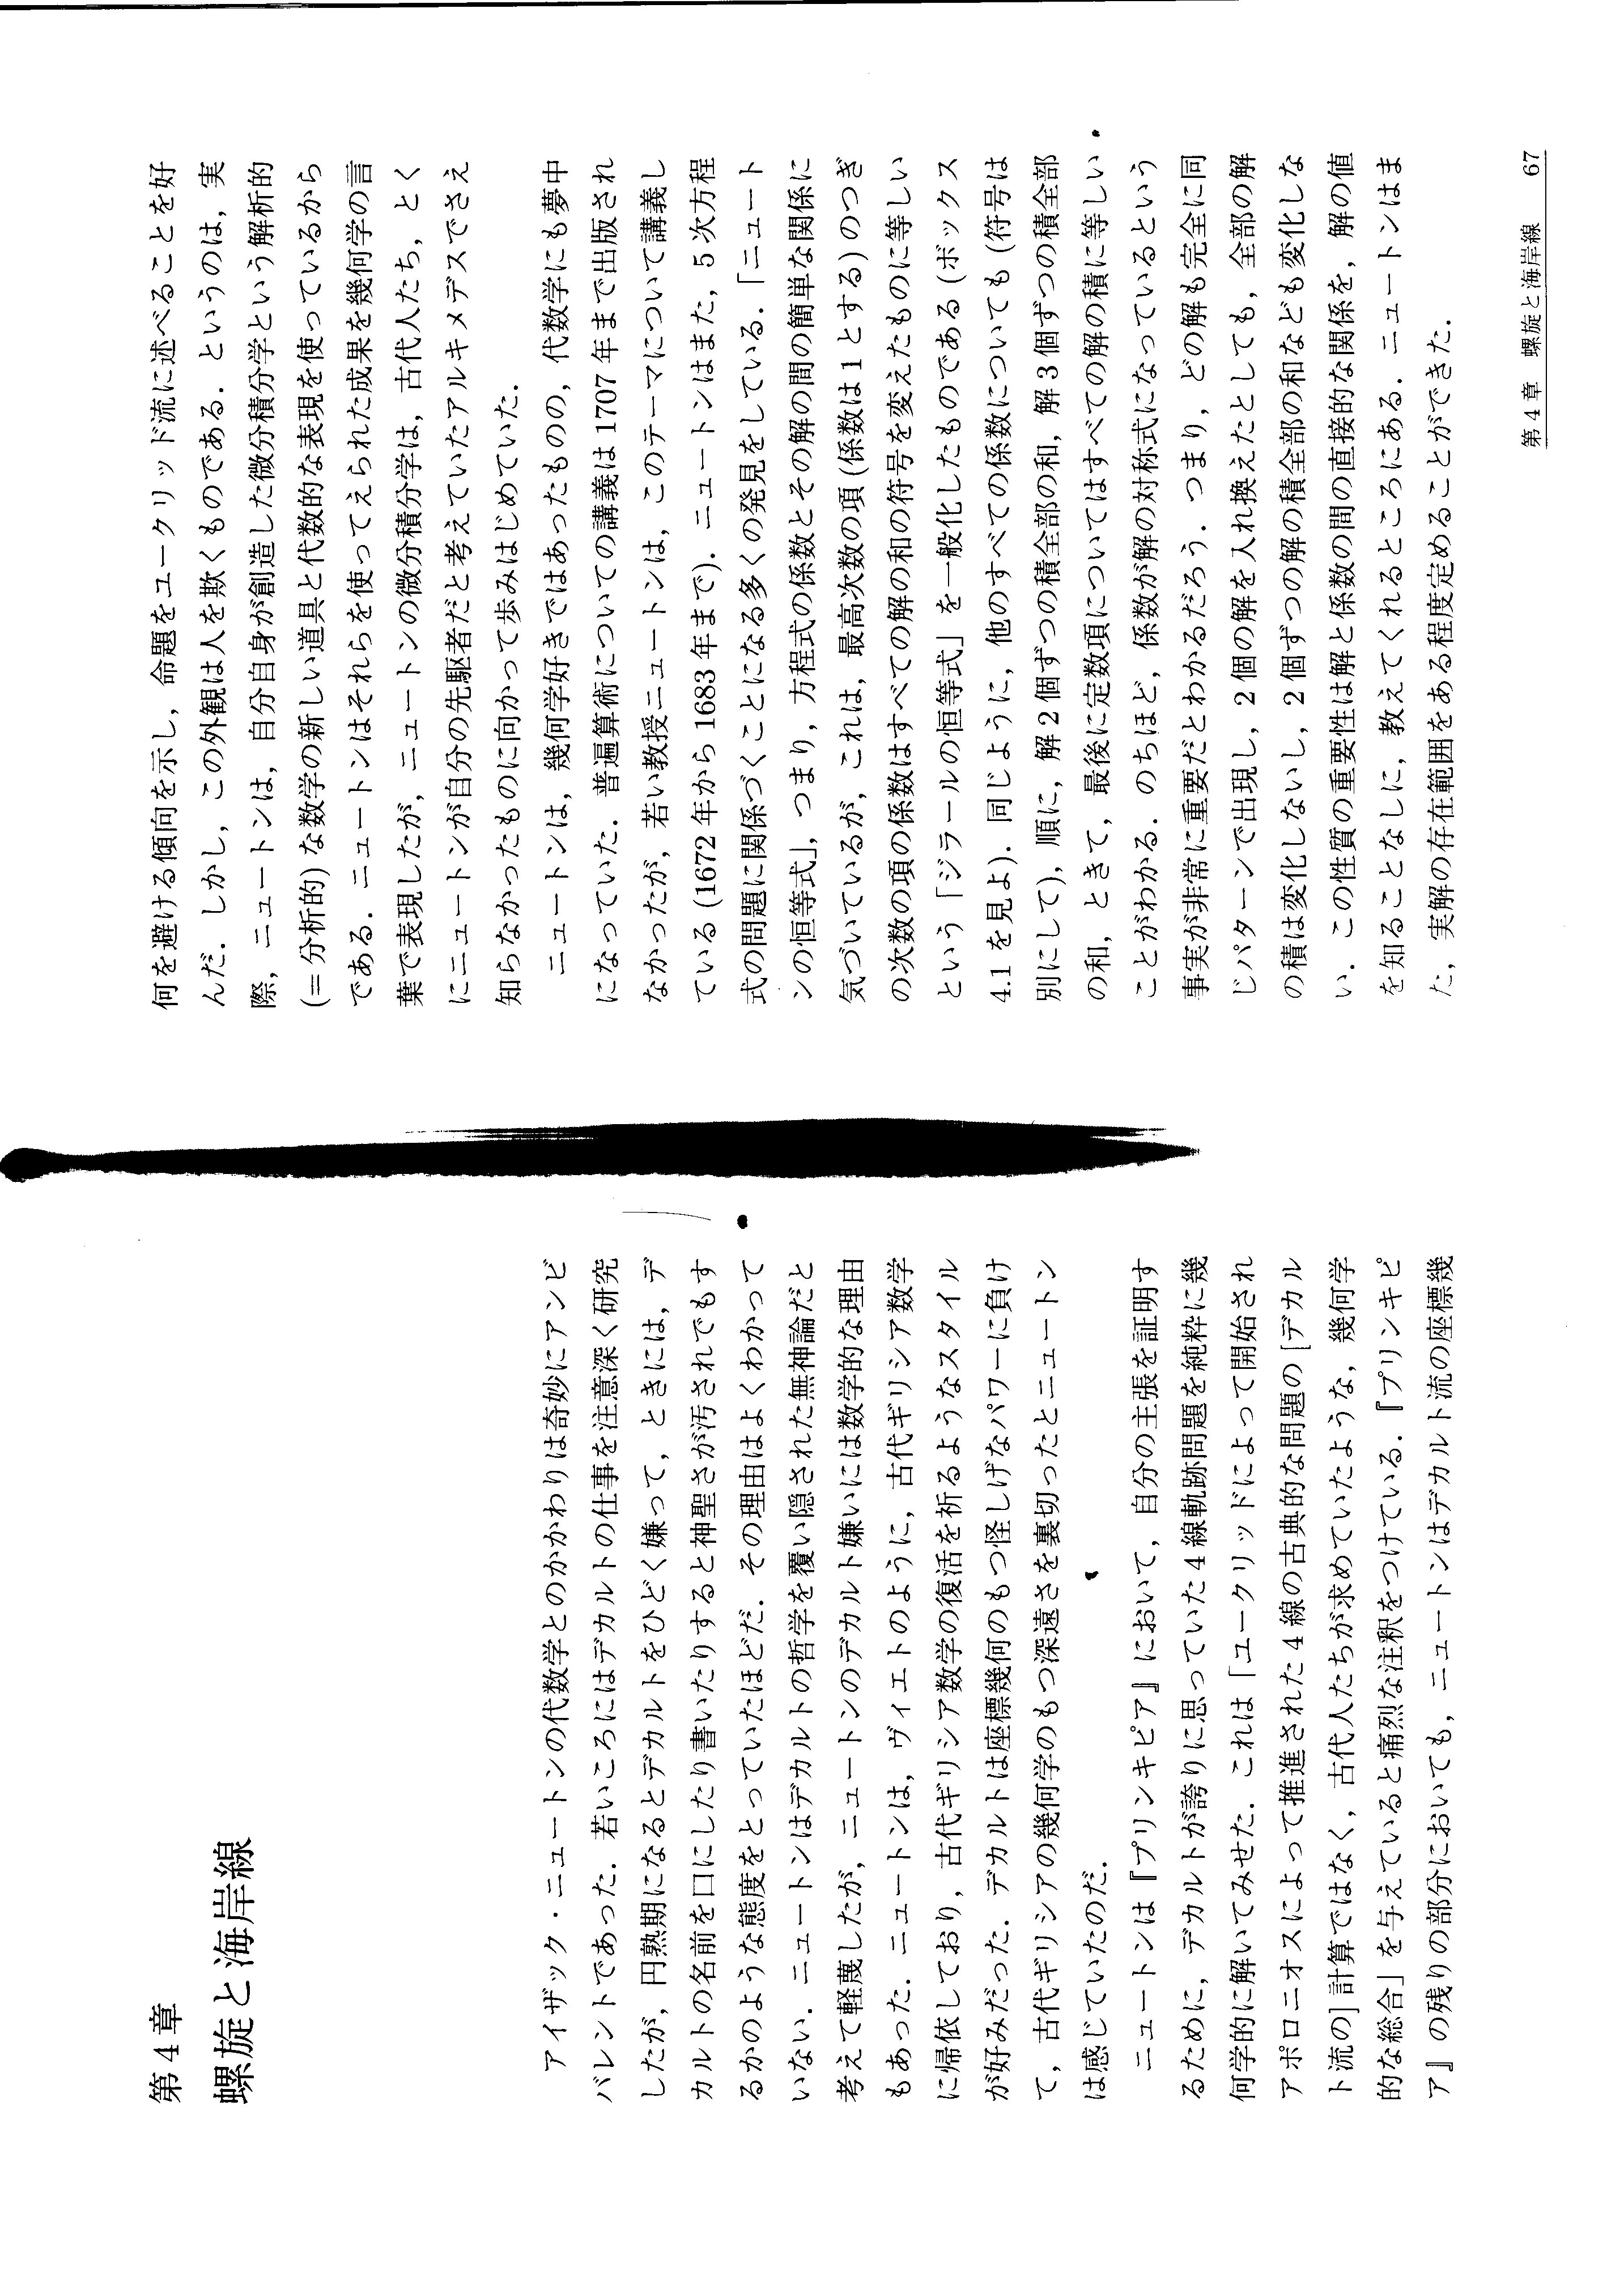 第4章
螺旋と海岸線
アイザック・ニュートンの代数学とのかかわりは奇妙にアンビ
バレントであった．若いころにはデカルトの仕事を注意深く研究
したが，円熟期になるとデカルトをひどく嫌って，ときには，デ
カルトの名前を口にしたり書いたりすると神聖さが汚されでもす
るかのような態度をとっていたほどだ．その理由はよくわかって
いない．ニュートンはデカルトの哲学を覆い隠された無神論だと
考えて軽蔑したが，ニュートンのデカルト嫌いには数学的な理由
もあった．ニュートンは，ヴィエトのように，古代ギリシア数学
に帰依しており，古代ギリシア数学の復活を祈るようなスタイル
が好みだった．デカルトは座標幾何のもつ怪しげなパワーに負け
て，古代ギリシアの幾何学のもつ深遠さを裏切ったとニュートン
は感じていたのだ．
ニュートンは『プリンキピア』において，自分の主張を証明す
るために，デカルトが誇りに思っていた4線軌跡問題を純粋に幾
何学的に解いてみせた．これは「ユークリッドによって開始され
アポロニオスによって推進された4線の古典的な問題の［デカル
ト流の］計算ではなく，古代人たちが求めていたような，幾何学
的な総合」を与えていると痛烈な注釈をつけている．『プリンキピ
ア』の残りの部分においても，ニュートンはデカルト流の座標幾
何を避ける傾向を示し，命題をユークリッド流に述べることを好
んだ．しかし，この外観は人を欺くものである．というのは，実
際，ニュートンは，自分自身が創造した微分積分学という解析的
(＝分析的)な数学の新しい道具と代数的な表現を使っているから
である．ニュートンはそれらを使ってえられた成果を幾何学の言
葉で表現したが，ニュートンの微分積分学は，古代人たち，とく
にニュートンが自分の先駆者だと考えていたアルキメデスでさえ
知らなかったものに向かって歩みはじめていた．
ニュートンは，幾何学好きではあったものの，代数学にも夢中
になっていた．普遍算術についての講義は1707年まで出版され
なかったが，若い教授ニュートンは，このテーマについて講義し
ている(1672年から1683年まで)．ニュートンはまた，5次方程
式の問題に関係づくことになる多くの発見をしている．「ニュート
ンの恒等式」，つまり，方程式の係数とその解の間の簡単な関係に
気づいているが，これは，最高次数の項(係数は1とする)のつぎ
の次数の項の係数はすべての解の和の符号を変えたものに等しい
という「ジラールの恒等式」を一般化したものである(ボックス
4.1を見よ)．同じように，他のすべての係数についても(符号は
別にして)，順に，解2個ずつの積全部の和，解3個ずつの積全部
の和，ときて，最後に定数項についてはすべての解の積に等しい
ことがわかる．のちほど，係数が解の対称式になっているという
事実が非常に重要だとわかるだろう．つまり，どの解も完全に同
じパターンで出現し，2個の解を入れ換えたとしても，全部の解
の積は変化しないし，2個ずつの解の積全部の和なども変化しな
い．この性質の重要性は解と係数の間の直接的な関係を，解の値
を知ることなしに，教えてくれるところにある．ニュートンはま
た，実解の存在範囲をある程度定めることができた．
第4章　螺旋と海岸線　67